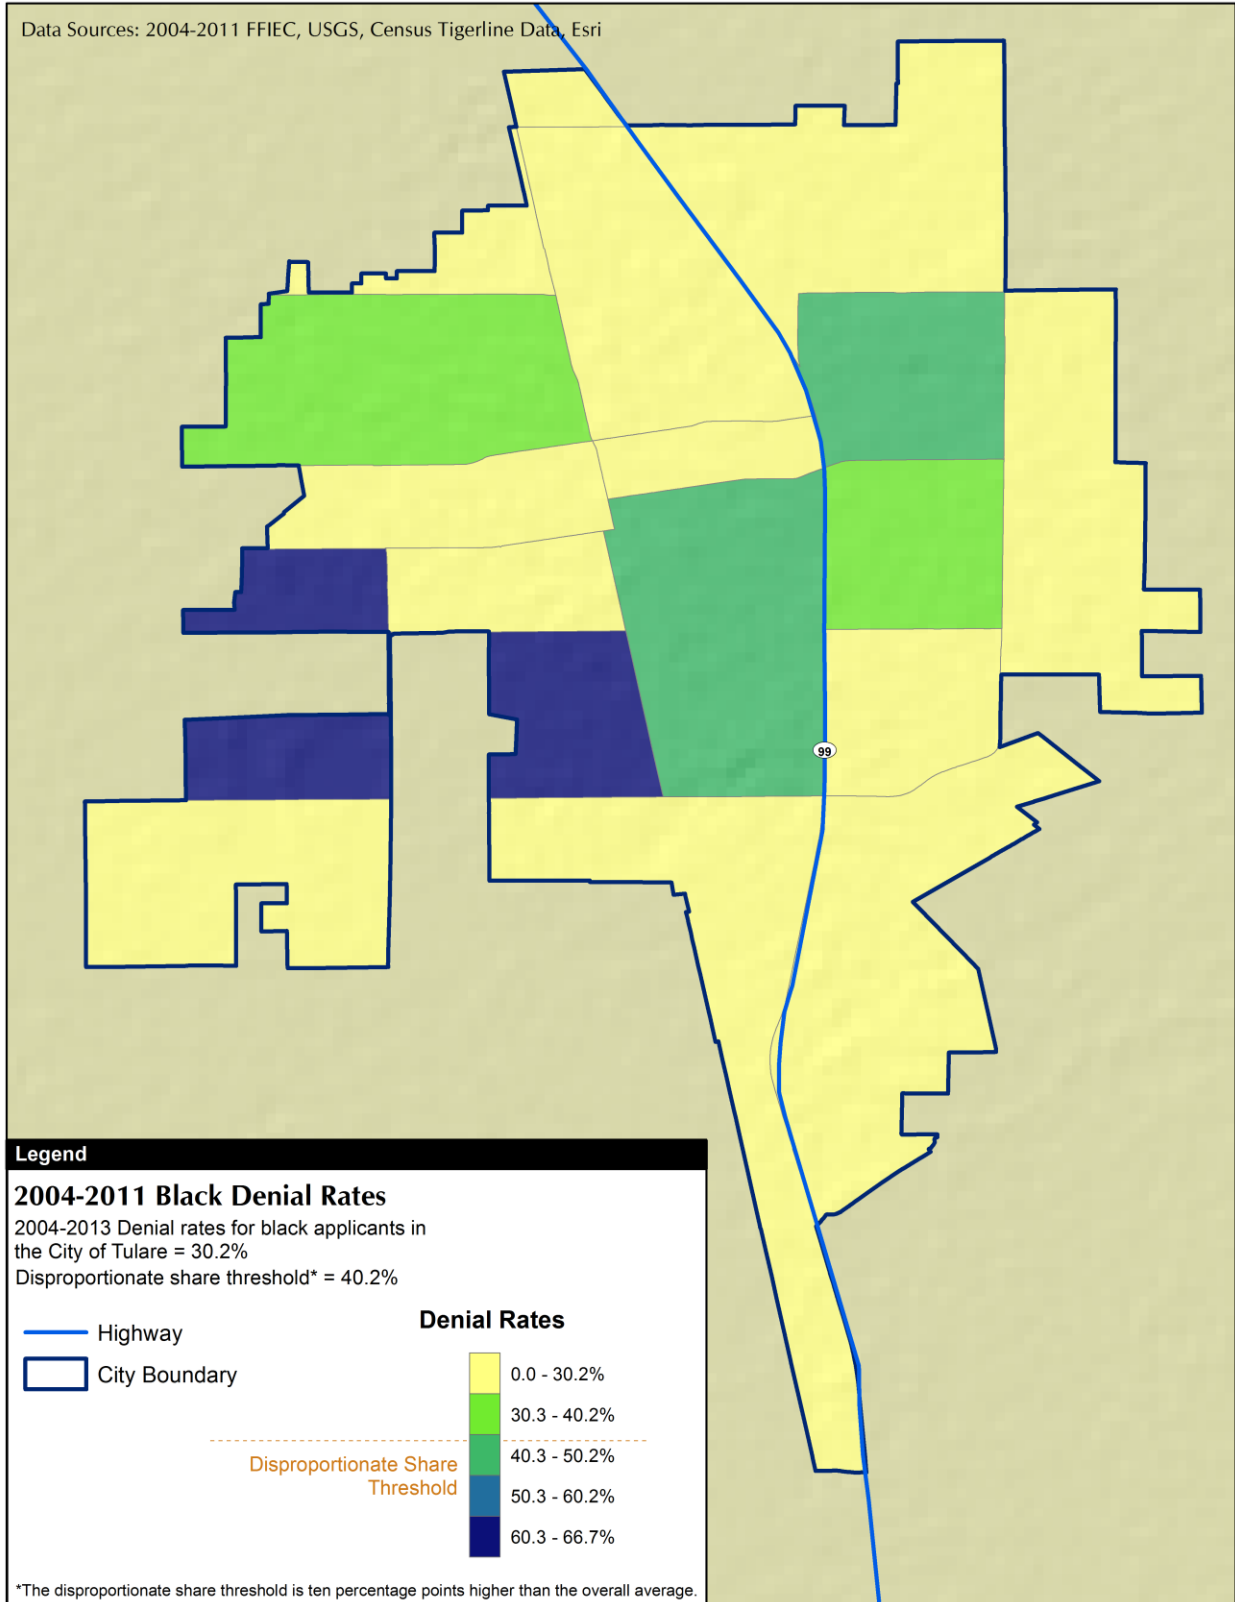 Data Sources: 2004-2011 FFIEC, USGS, Census Tigerline Data, Esri
99
Legend
2004-2011 Black Denial Rates
2004-2013 Denial rates for black applicants in
the City of Tulare = 30.2%
Disproportionate share threshold* = 40.2%
Highway
City Boundary
Denial Rates
0.0 - 30.2%
30.3 - 40.2%
Disproportionate Share
Threshold
40.3 - 50.2%
50.3 - 60.2%
60.3 - 66.7%
*The disproportionate share threshold is ten percentage points higher than the overall average.